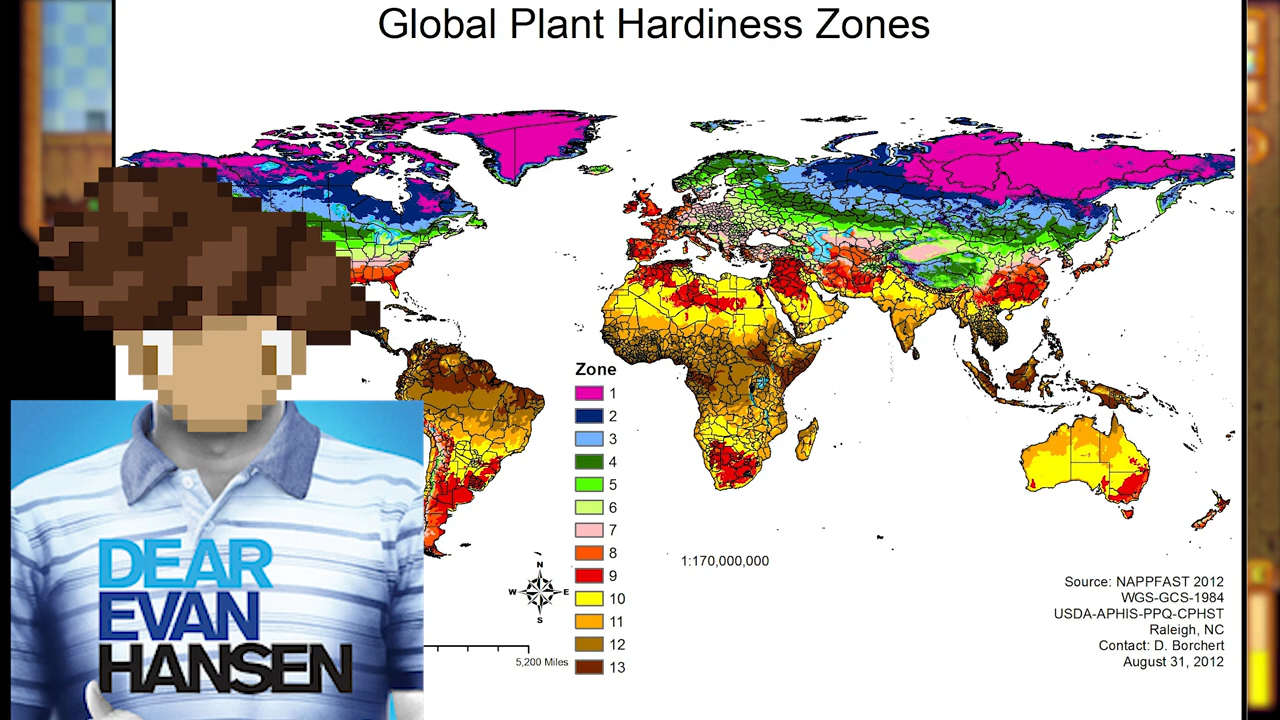 Global Plant Hardiness Zones
Zone
1
2
3
4
5
6
7
8
9
10
11
12
13
1:170,000,000
N
W
E
S
5,200 Miles
Source: NAPPFAST 2012
WGS-GCS-1984
USDA-APHIS-PPQ-CPHST
Raleigh, NC
Contact: D. Borchert
August 31, 2012
DEAR
EVAN
HANSEN